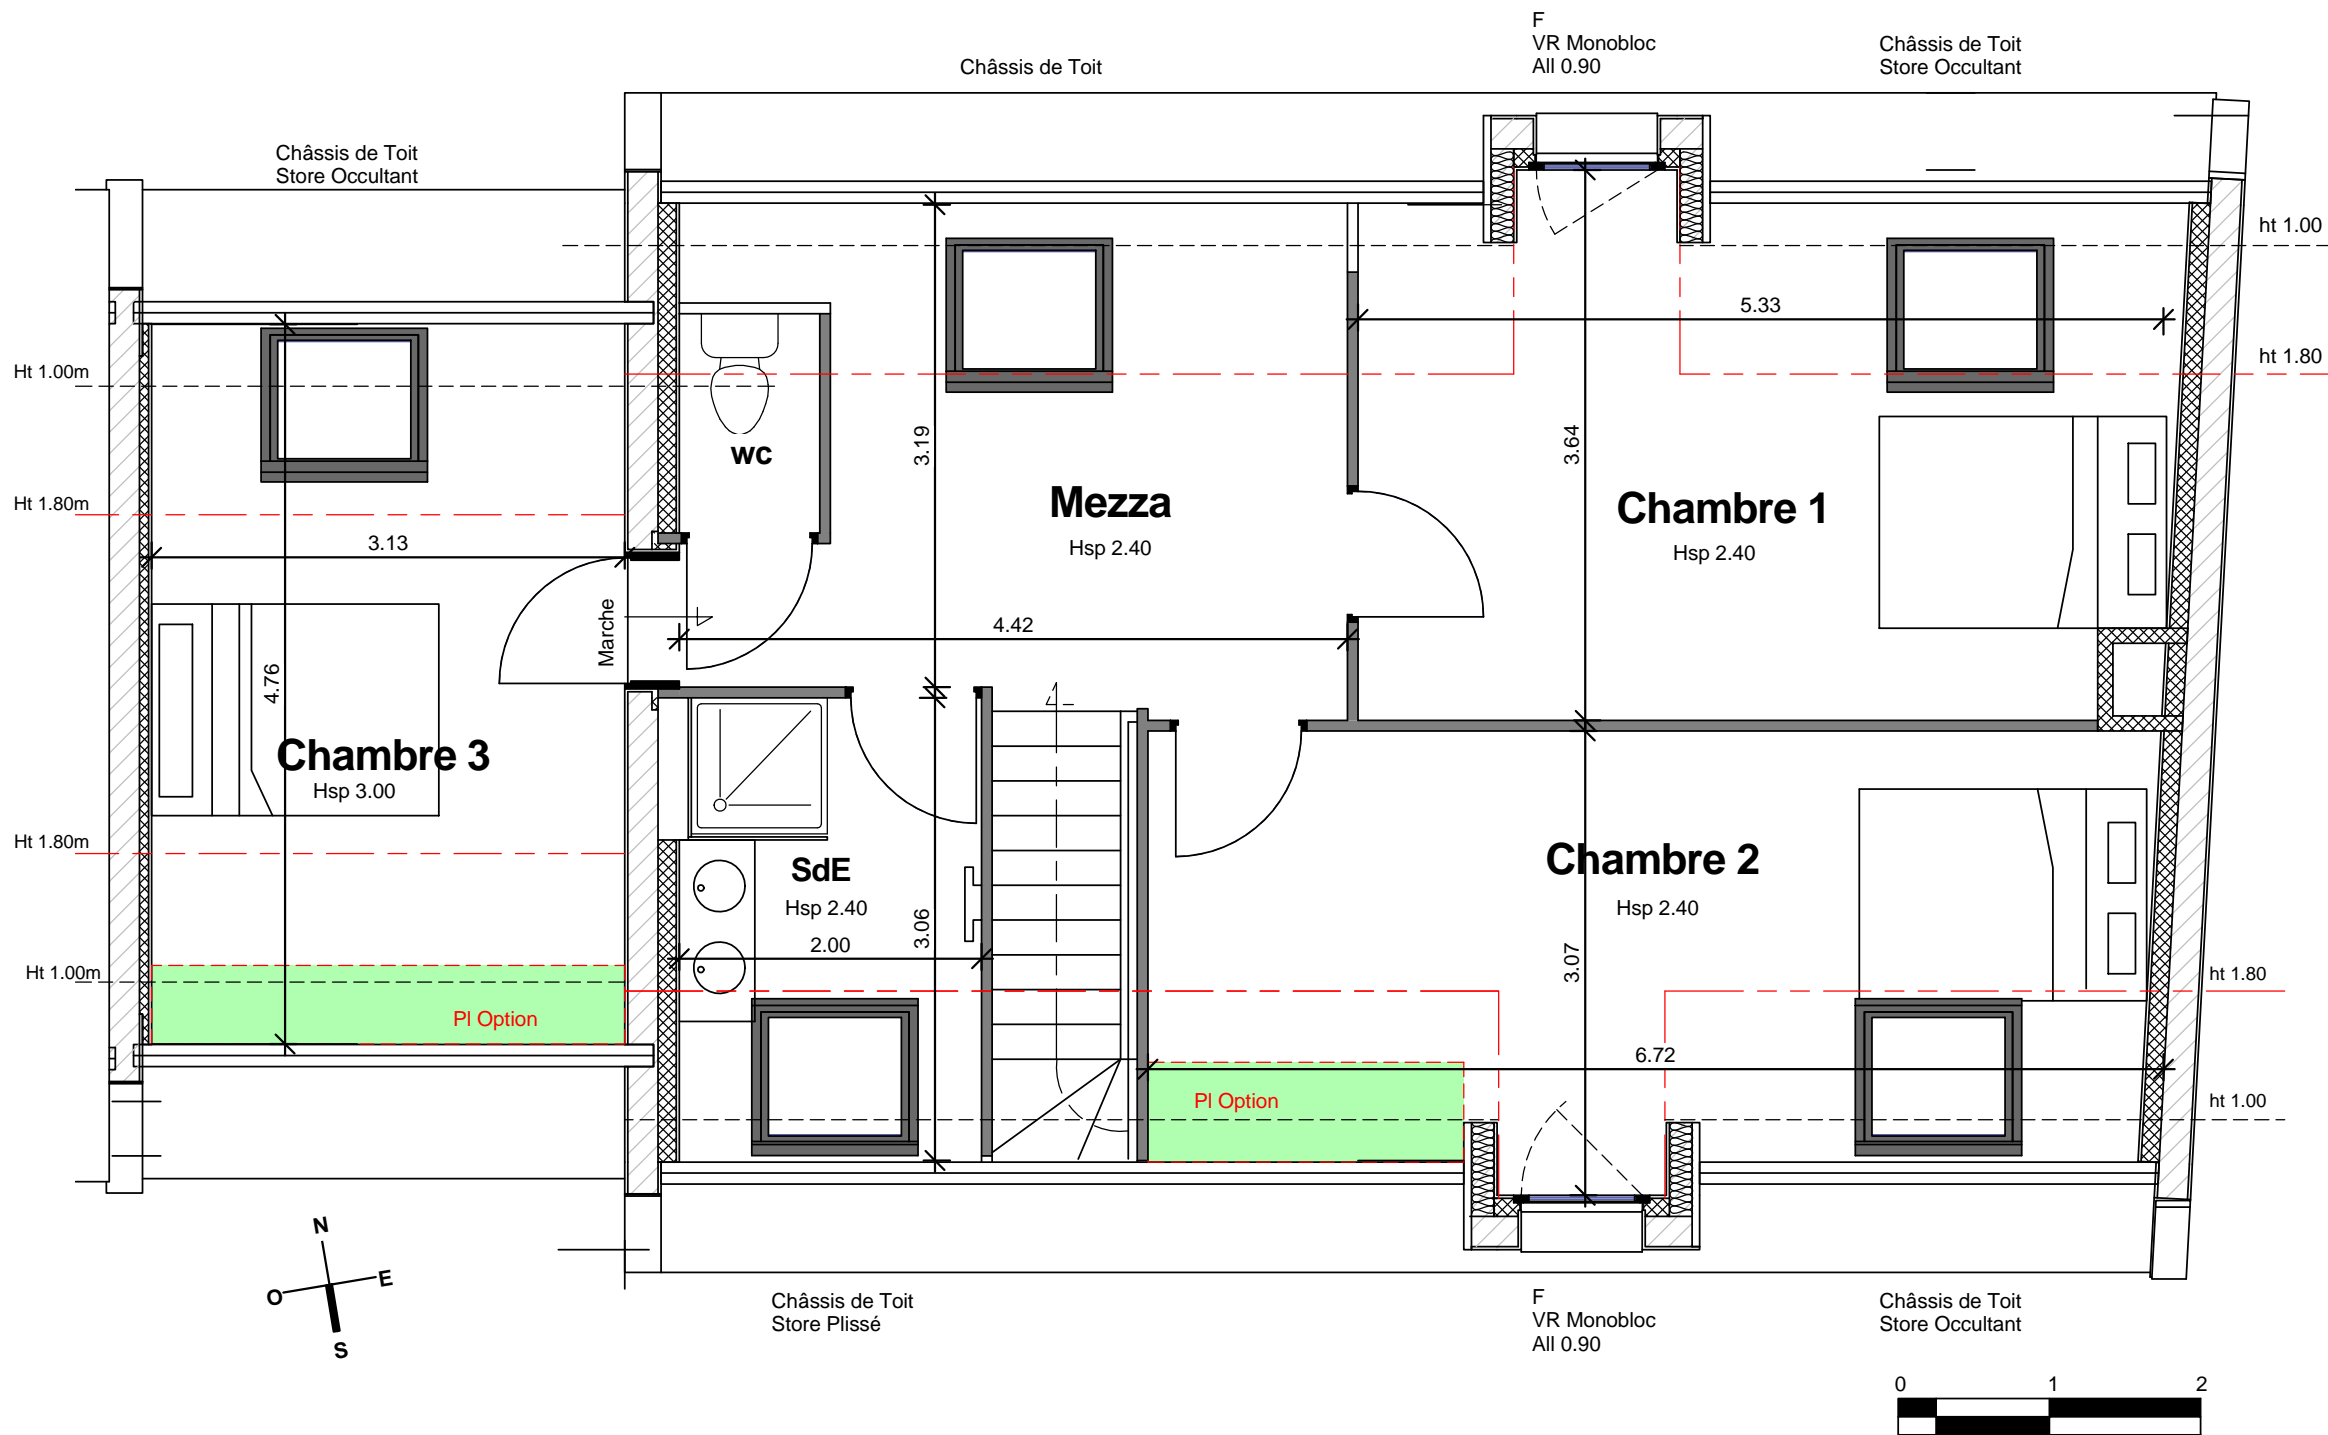 F
VR Monobloc
All 0.90
Châssis de Toit
Store Occultant
Châssis de Toit
Châssis de Toit
Store Occultant
ht 1.00
5.33
ht 1.80
Ht 1.00m
3.19
3.64
wc
Mezza
Hsp 2.40
Chambre 1
Hsp 2.40
Ht 1.80m
3.13
Marche
4.42
4.76
Chambre 3
Hsp 3.00
Ht 1.80m
SdE
Hsp 2.40
2.00
3.06
Chambre 2
Hsp 2.40
3.07
Ht 1.00m
ht 1.80
Pl Option
6.72
Pl Option
ht 1.00
N
E
O
S
Châssis de Toit
Store Plissé
F
VR Monobloc
All 0.90
Châssis de Toit
Store Occultant
0 1 2